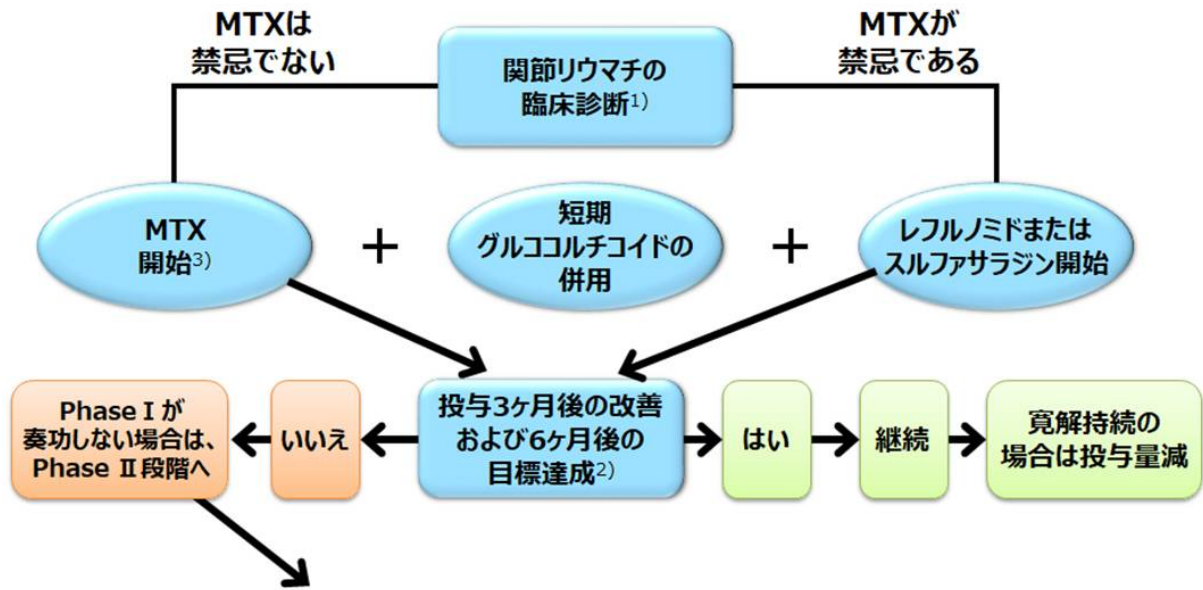 MTXは
禁忌でない
関節リウマチの
臨床診断1)
MTXが
禁忌である
MTX
開始3)
+
短期
グルココルチコイドの
併用
+
レフルノミドまたは
スルファサラジン開始
Phase Ⅰが
奏功しない場合は、
Phase Ⅱ段階へ
いいえ
投与3ヶ月後の改善
および6ヶ月後の
目標達成2)
はい
継続
寛解持続の
場合は投与量減